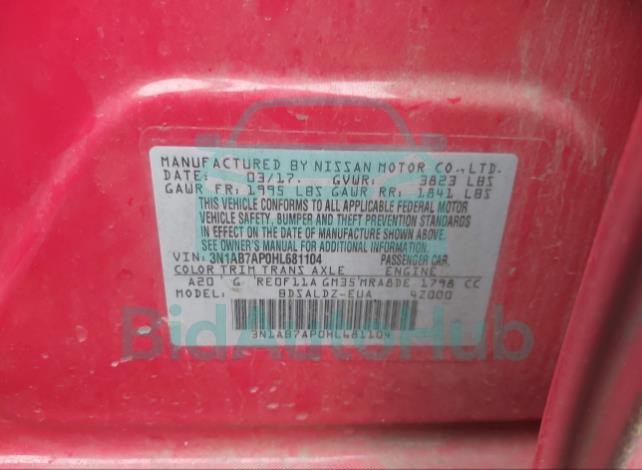 MANUFACTURED BY NISSAN MOTOR CO.,LTD.
DATE: 03/17. GVWR: 3823 LBS
GAWR FR: 1995 LBS GAWR RR: 1841 LBS
THIS VEHICLE CONFORMS TO ALL APPLICABLE FEDERAL MOTOR
VEHICLE SAFETY, BUMPER AND THEFT PREVENTION STANDARDS
IN EFFECT ON THE DATE OF MANUFACTURE SHOWN ABOVE.
SEE OWNER'S MANUAL FOR ADDITIONAL INFORMATION.
VIN: 3N1AB7AP0HL681104 PASSENGER CAR
COLOR TRIM TRANS AXLE ENGINE
A20 G RE0F11A GM35 MRA8DE 1798 CC
MODEL: BDSALDZ-EUA 42000
3N1AB7AP0HL681104
BidAutoHub